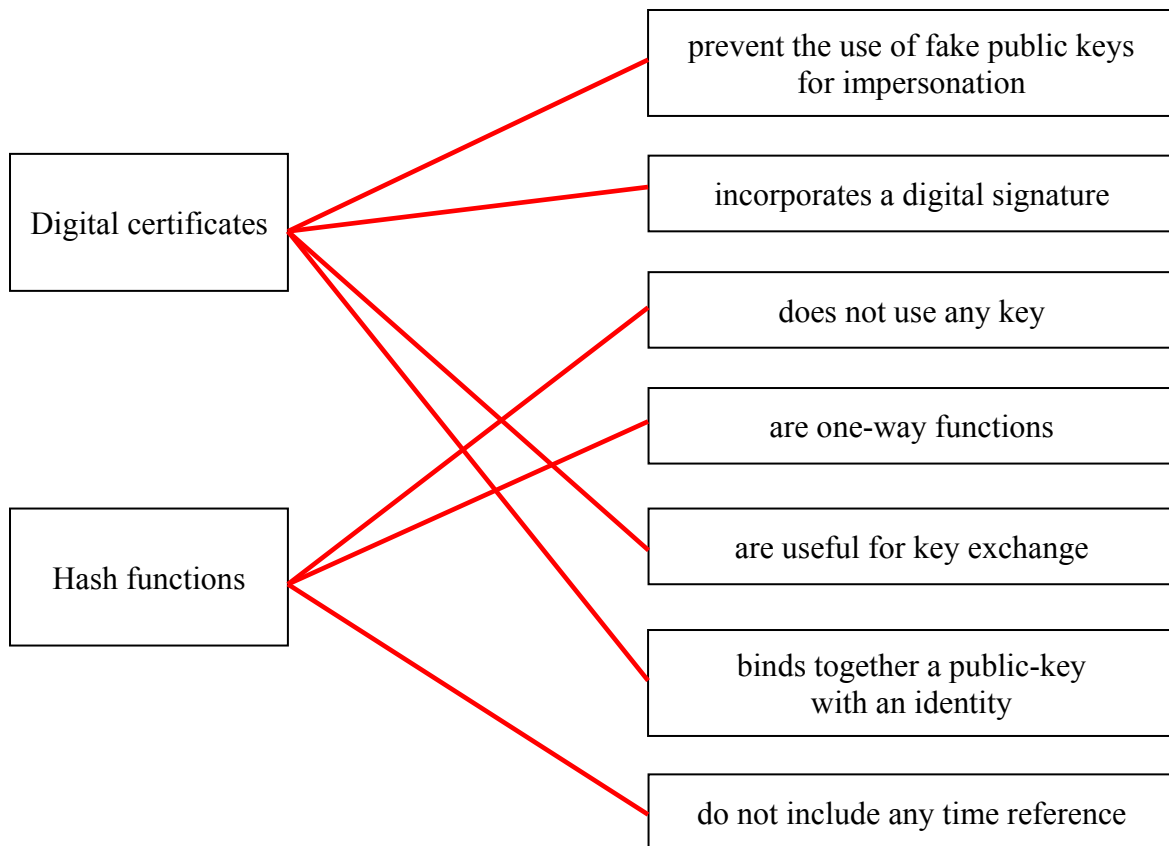 prevent the use of fake public keys
for impersonation
Digital certificates
incorporates a digital signature
does not use any key
are one-way functions
Hash functions
are useful for key exchange
binds together a public-key
with an identity
do not include any time reference